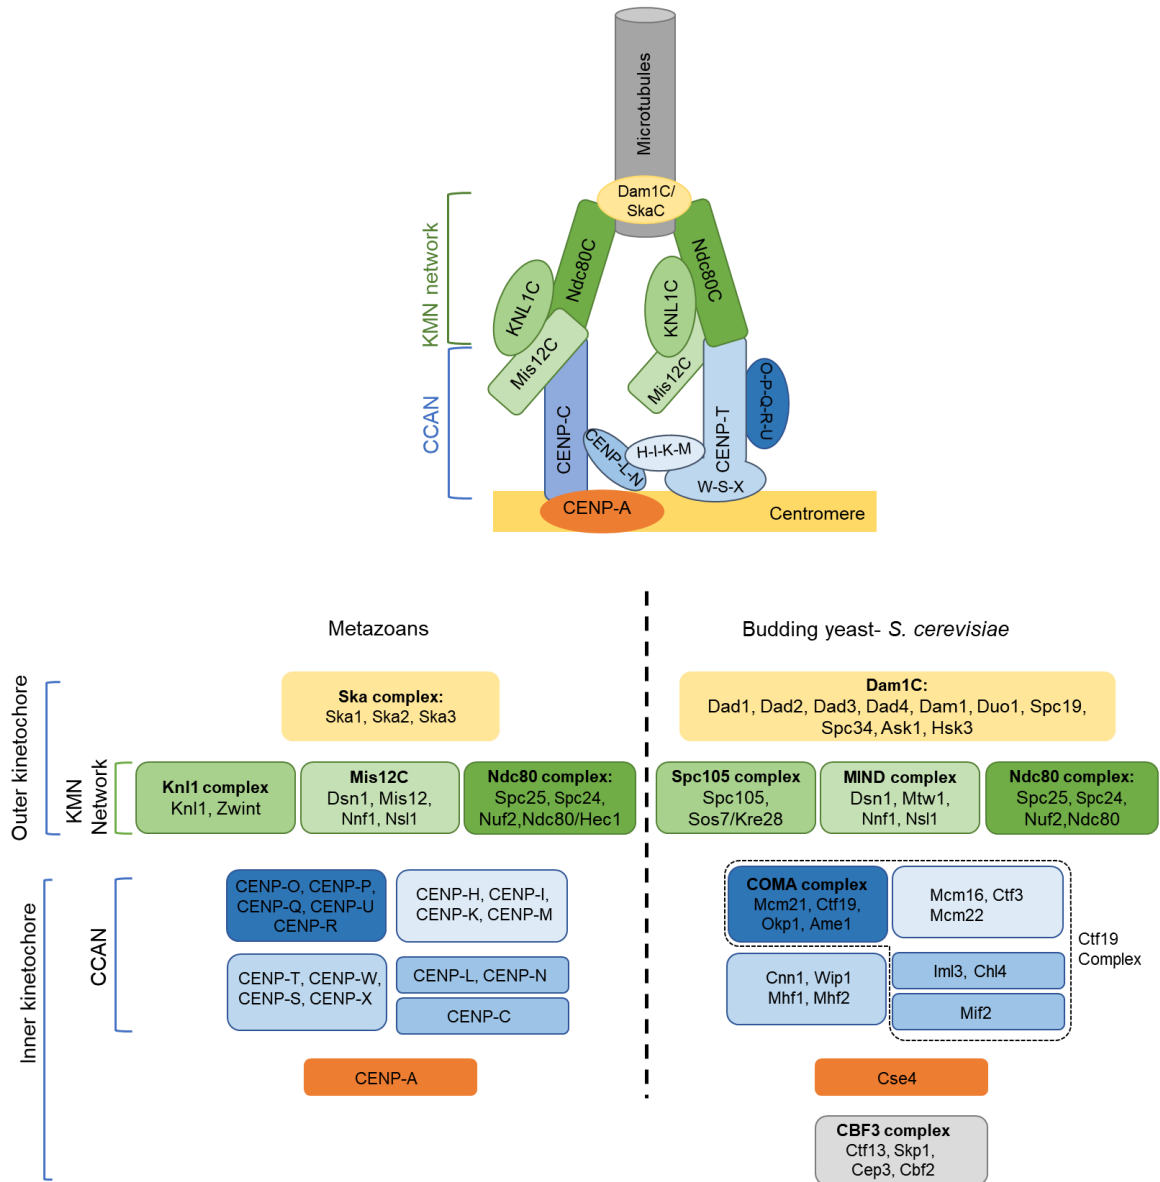 Microtubules
Dam1C/
SkaC
Ndc80C
Ndc80C
KNL1C
KNL1C
Mis12C
Mis12C
KMN network
CCAN
CENP-C
CENP-T
O-P-Q-R-U
CENP-L-N
H-I-K-M
W-S-X
CENP-A
Centromere
Metazoans
Budding yeast- S. cerevisiae
Outer kinetochore
KMN
Network
Ska complex:
Ska1, Ska2, Ska3
Dam1C:
Dad1, Dad2, Dad3, Dad4, Dam1, Duo1, Spc19,
Spc34, Ask1, Hsk3
Knl1 complex
Knl1, Zwint
Mis12C
Dsn1, Mis12,
Nnf1, Nsl1
Ndc80 complex:
Spc25, Spc24,
Nuf2,Ndc80/Hec1
Spc105 complex
Spc105,
Sos7/Kre28
MIND complex
Dsn1, Mtw1,
Nnf1, Nsl1
Ndc80 complex:
Spc25, Spc24,
Nuf2,Ndc80
Inner kinetochore
CCAN
CENP-O, CENP-P,
CENP-Q, CENP-U
CENP-R
CENP-H, CENP-I,
CENP-K, CENP-M
CENP-T, CENP-W,
CENP-S, CENP-X
CENP-L, CENP-N
CENP-C
CENP-A
COMA complex
Mcm21, Ctf19,
Okp1, Ame1
Mcm16, Ctf3
Mcm22
Ctf19
Complex
Cnn1, Wip1
Mhf1, Mhf2
Iml3, Chl4
Mif2
Cse4
CBF3 complex
Ctf13, Skp1,
Cep3, Cbf2